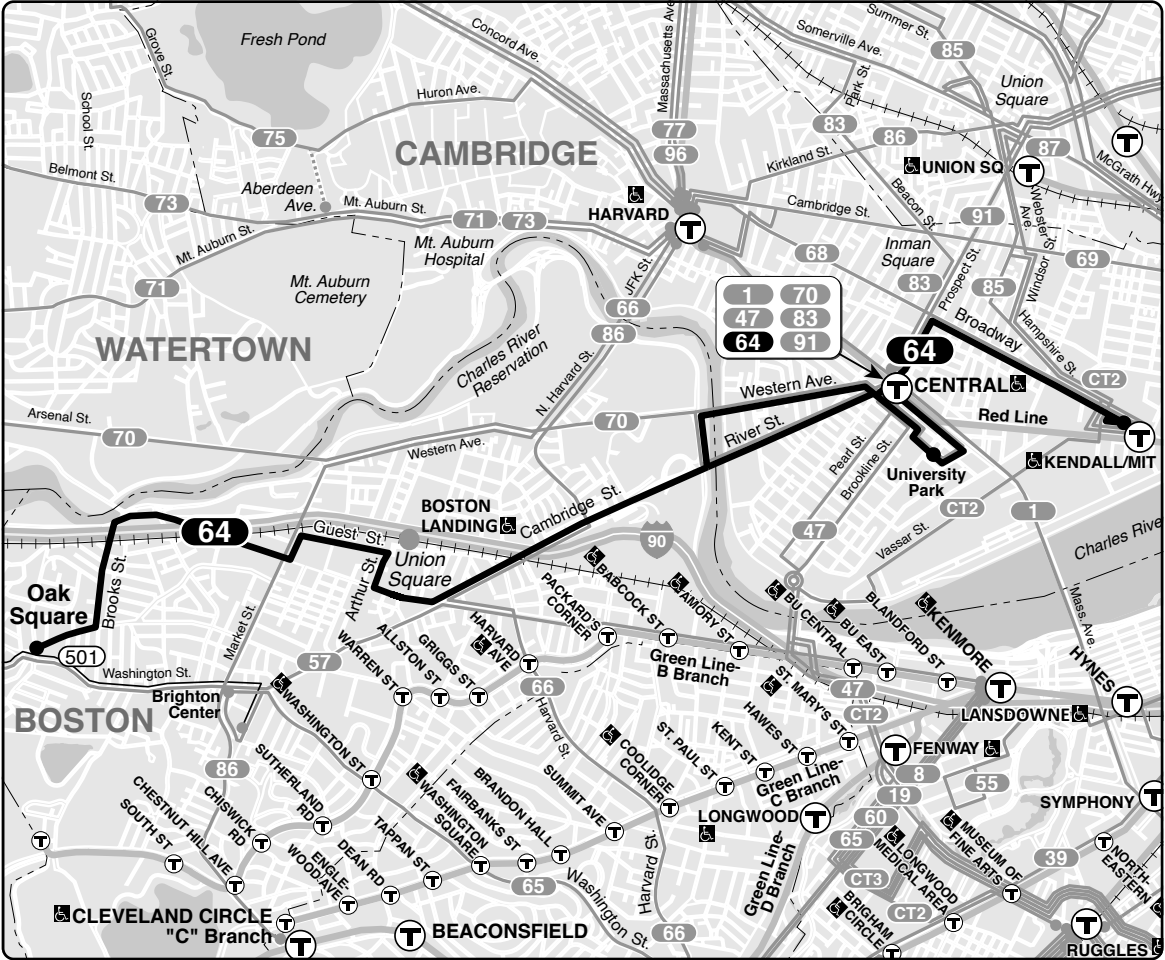 Fresh Pond
Grove St.
School St.
Concord Ave.
Massachusetts Ave.
Somerville Ave.
Summer St.
85
Park St.
Union
Square
Huron Ave.
75
CAMBRIDGE
77
96
83
86
Kirkland St.
UNION SQ
T
87
T
McGrath Hwy
Belmont St.
73
Aberdeen
Ave.
Mt. Auburn St.
71
73
HARVARD
T
Cambridge St.
Beacon St.
91
Webster
Ave.
Mt. Auburn St.
Mt. Auburn
Hospital
68
Inman
Square
69
71
Mt. Auburn
Cemetery
JFK St.
66
86
83
Prospect St.
85
Windsor St.
1 70
47 83
64 91
WATERTOWN
Charles River
Reservation
N. Harvard St.
64
Broadway
Hampshire St.
CT2
Western Ave.
T
CENTRAL
Red Line
Arsenal St.
70
70
Western Ave.
River St.
Pearl St.
Brookline St.
University
Park
T
KENDALL/MIT
CT2
1
Vassar St.
Charles Rive
64
BOSTON
LANDING
Guest St.
Cambridge St.
90
47
Union
Square
Arthur St.
Oak
Square
Brooks St.
501
Washington St.
Market St.
57
Brighton
Center
BOSTON
WARREN ST
T
ALLSTON ST
T
GRIGGS ST
T
HARVARD
AVE
T
PACKARD'S
CORNER
T
BABCOCK ST
T
AMORY ST
T
BU CENTRAL
T
BU EAST
T
BLANDFORD ST
T
KENMORE
T
Mass. Ave.
HYNES
T
Green Line-
B Branch
66
Harvard St.
ST. MARY'S ST
T
47
CT2
LANSDOWNE
WASHINGTON ST
T
HAWES ST
T
KENT ST
T
ST. PAUL ST
T
COOLIDGE
CORNER
T
Green Line-
C Branch
T
FENWAY
8
55
19
SYMPHONY
T
86
SUTHERLAND
RD
T
CHISWICK
RD
T
CHESTNUT HILL AVE
T
SOUTH ST
T
T
WASHINGTON
SQUARE
T
FAIRBANKS ST
T
BRANDON HALL
T
SUMMIT AVE
T
LONGWOOD
T
60
65
MUSEUM OF
FINE ARTS
T
39
NORTH-
EASTERN
T
LONGWOOD
MEDICAL AREA
T
TAPPAN ST
T
DEAN RD
T
ENGLE-
WOOD AVE
T
65
Washington St.
Harvard St.
Green Line-
D Branch
CT3
CT2
BRIGHAM
CIRCLE
T
CLEVELAND CIRCLE
"C" Branch
T
T
T
BEACONSFIELD
66
T
RUGGLES